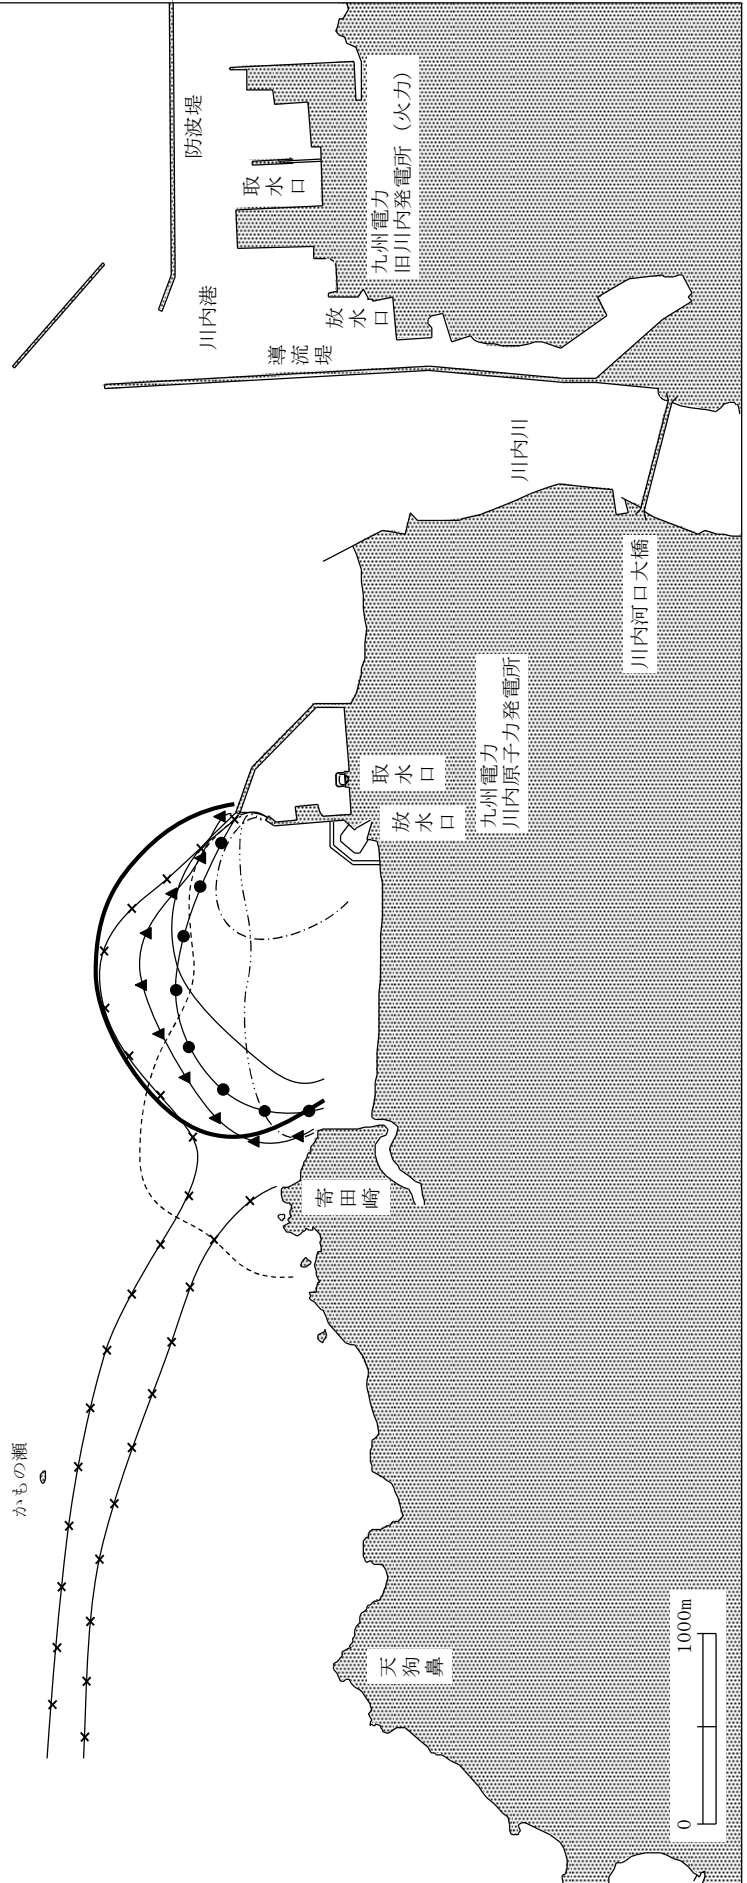 防波堤
取水口
九州電力
旧川内発電所（火力）
川内港
放水口
導流堤
川内川
川内河口大橋
九州電力
川内原子力発電所
取水口
放水口
寄田崎
かもの瀬
天狗鼻
0 1000m